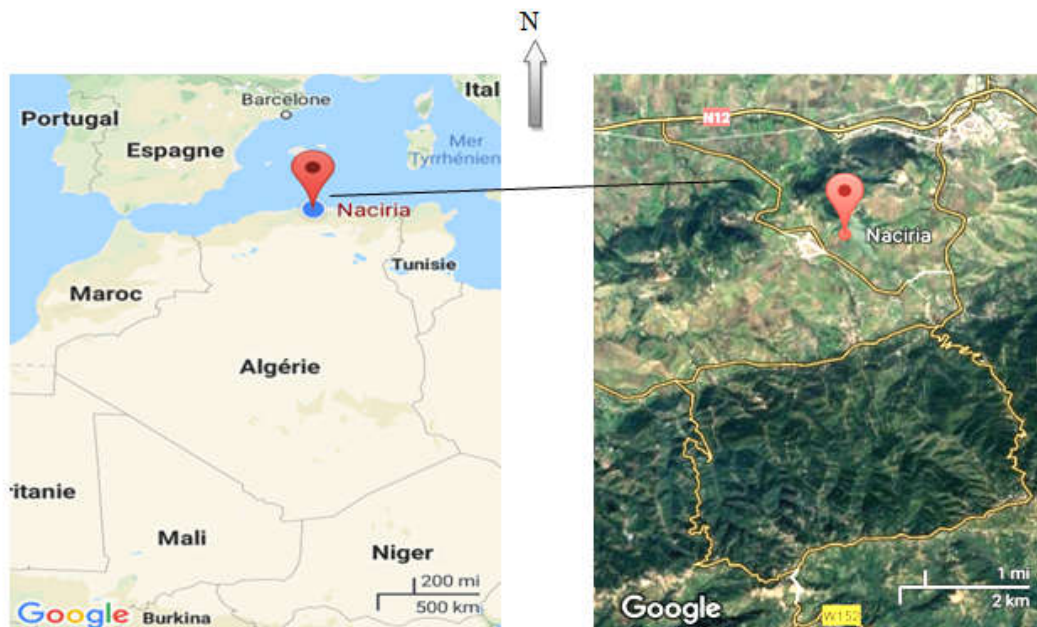 N
Portugal
Barcelone
Ital
Espagne
Mer
Tyrrhénien
Naciria
Tunisie
Maroc
Algérie
ritanie
Mali
Niger
200 mi
500 km
Google
Burkina
N12
Naciria
1 mi
2 km
Google
W152